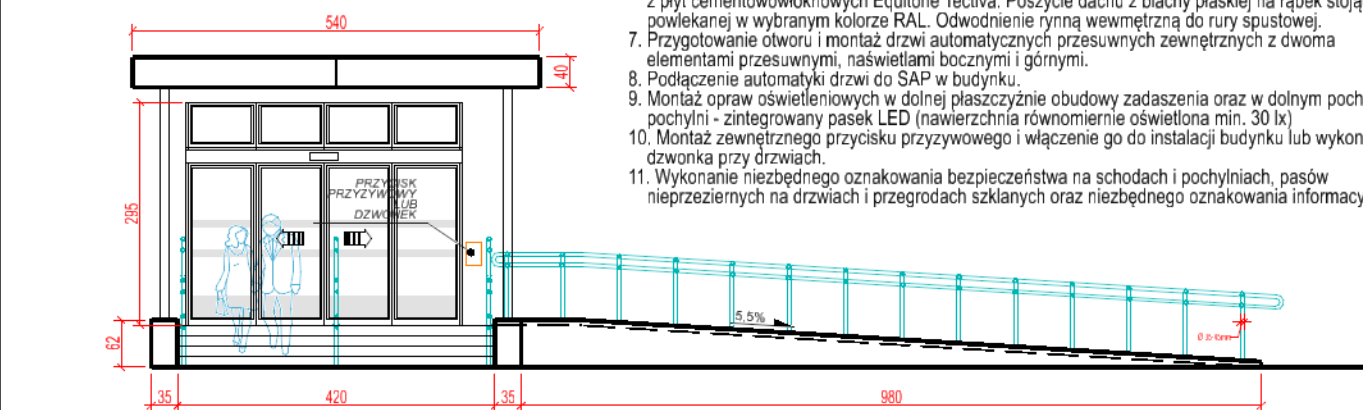 z płyt cementowowłóknowych Equitone Tectiva. Poszycie dachu z blachy płaskiej na rąbek stoją
powlekanej w wybranym kolorze RAL. Odwodnienie rynną wewmętrzną do rury spustowej.
7. Przygotowanie otworu i montaż drzwi automatycznych przesuwnych zewnętrznych z dwoma
elementami przesuwnymi, naświetlami bocznymi i górnymi.
8. Podłączenie automatyki drzwi do SAP w budynku.
9. Montaż opraw oświetleniowych w dolnej płaszczyźnie obudowy zadaszenia oraz w dolnym poch
pochylni - zintegrowany pasek LED (nawierzchnia równomiernie oświetlona min. 30 lx)
10. Montaż zewnętrznego przycisku przyzywowego i włączenie go do instalacji budynku lub wykon
dzwonka przy drzwiach.
11. Wykonanie niezbędnego oznakowania bezpieczeństwa na schodach i pochylniach, pasów
nieprzeziernych na drzwiach i przegrodach szklanych oraz niezbędnego oznakowania informacy
540
40
295
62
PRZYCISK
PRZYZYWOWY
LUB
DZWONEK
5,5%
35
420
35
980